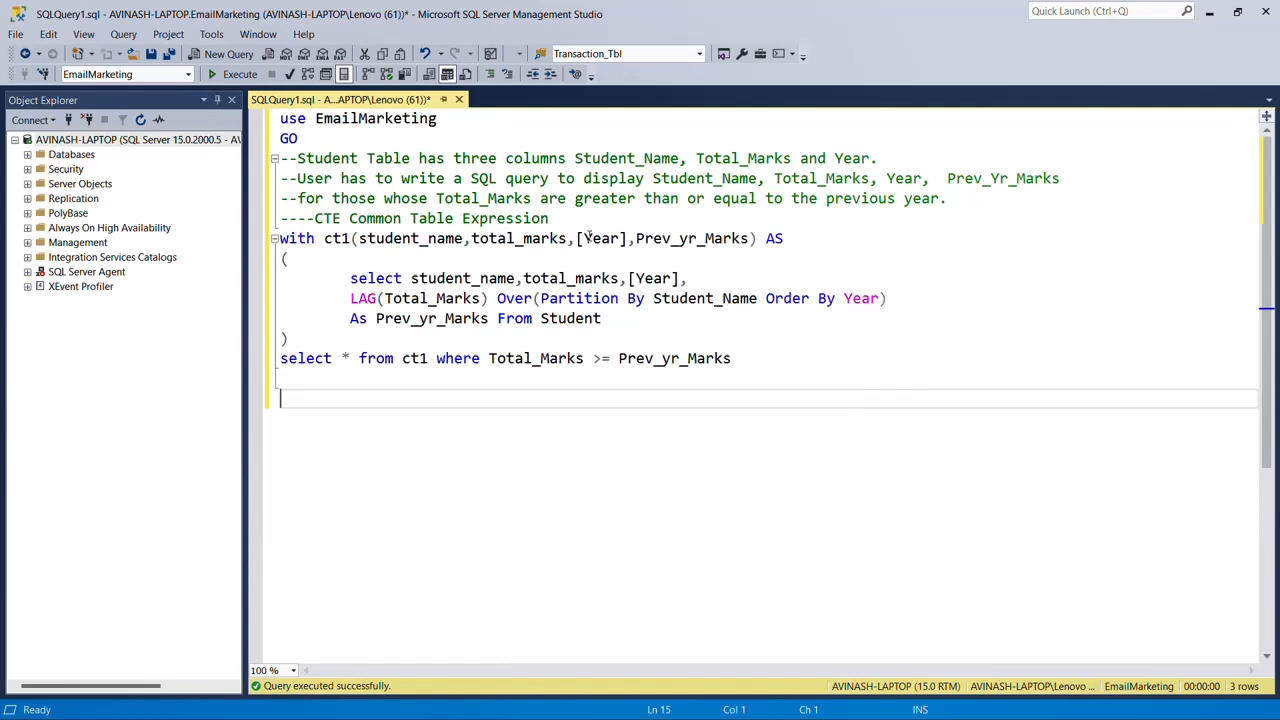 SQLQuery1.sql - AVINASH-LAPTOP.EmailMarketing (AVINASH-LAPTOP\Lenovo (61))* - Microsoft SQL Server Management Studio
Quick Launch (Ctrl+Q)
File Edit View Query Project Tools Window Help
New Query
Transaction_Tbl
EmailMarketing
Execute
Object Explorer
SQLQuery1.sql - A...APTOP\Lenovo (61))*
Connect
AVINASH-LAPTOP (SQL Server 15.0.2000.5 - AV
Databases
Security
Server Objects
Replication
PolyBase
Always On High Availability
Management
Integration Services Catalogs
SQL Server Agent
XEvent Profiler
use EmailMarketing
GO
--Student Table has three columns Student_Name, Total_Marks and Year.
--User has to write a SQL query to display Student_Name, Total_Marks, Year,  Prev_Yr_Marks
--for those whose Total_Marks are greater than or equal to the previous year.
----CTE Common Table Expression
with ct1(student_name,total_marks,[Year],Prev_yr_Marks) AS
(
select student_name,total_marks,[Year],
LAG(Total_Marks) Over(Partition By Student_Name Order By Year)
As Prev_yr_Marks From Student
)
select * from ct1 where Total_Marks >= Prev_yr_Marks
100 %
Query executed successfully.
AVINASH-LAPTOP (15.0 RTM)
AVINASH-LAPTOP\Lenovo ...
EmailMarketing
00:00:00
3 rows
Ready
Ln 15
Col 1
Ch 1
INS